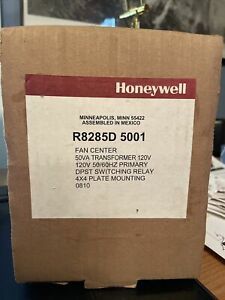 Honeywell
MINNEAPOLIS, MINN 55422
ASSEMBLED IN MEXICO
R8285D 5001
FAN CENTER
50VA TRANSFORMER 120V
120V 50/60HZ PRIMARY
DPST SWITCHING RELAY
4X4 PLATE MOUNTING
0810